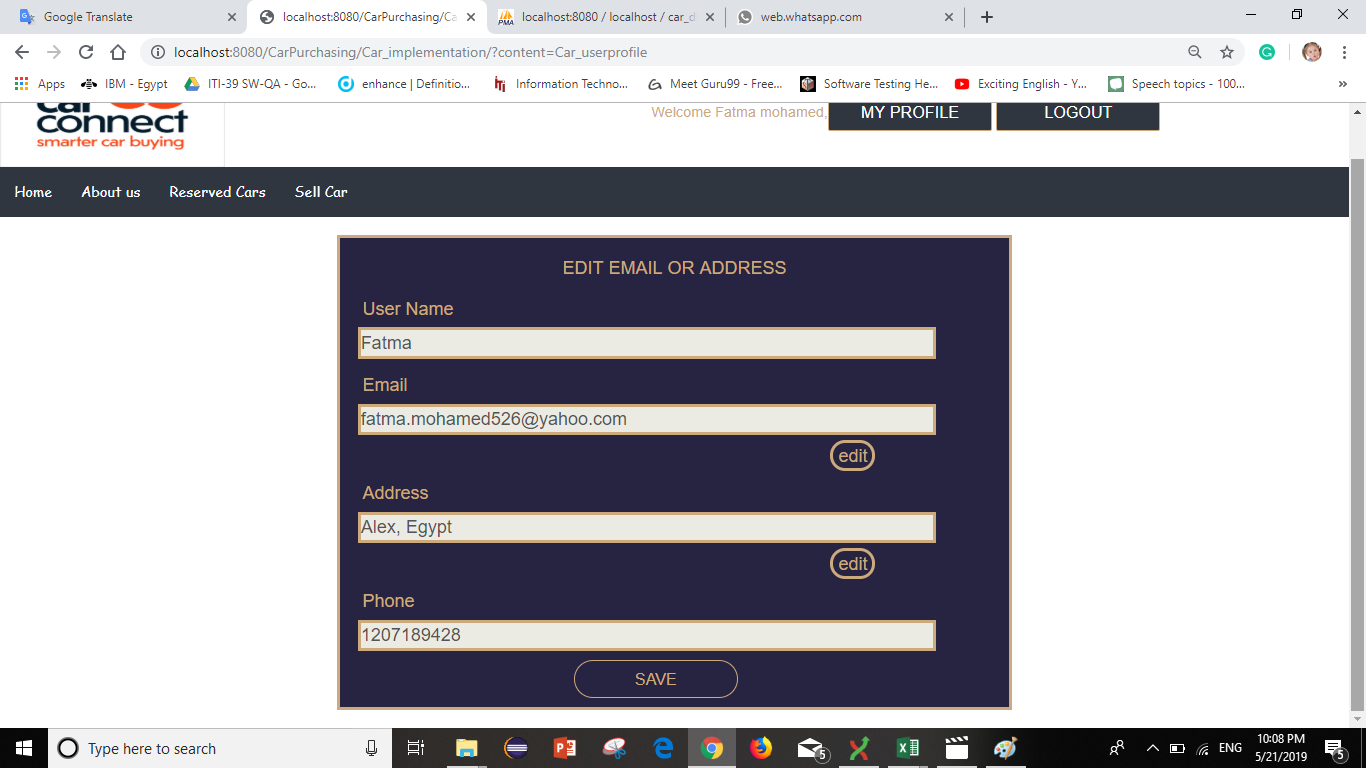 Google Translate
localhost:8080/CarPurchasing/Ca
localhost:8080 / localhost / car_d
web.whatsapp.com
localhost:8080/CarPurchasing/Car_implementation/?content=Car_userprofile
Apps
IBM - Egypt
ITI-39 SW-QA - Go...
enhance | Definitio...
Information Techno...
Meet Guru99 - Free...
Software Testing He...
Exciting English - Y...
Speech topics - 100...
»
car
connect
smarter car buying
Welcome Fatma mohamed,
MY PROFILE
LOGOUT
Home
About us
Reserved Cars
Sell Car
EDIT EMAIL OR ADDRESS
User Name
Fatma
Email
fatma.mohamed526@yahoo.com
edit
Address
Alex, Egypt
edit
Phone
1207189428
SAVE
Type here to search
5
ENG
10:08 PM
5/21/2019
5